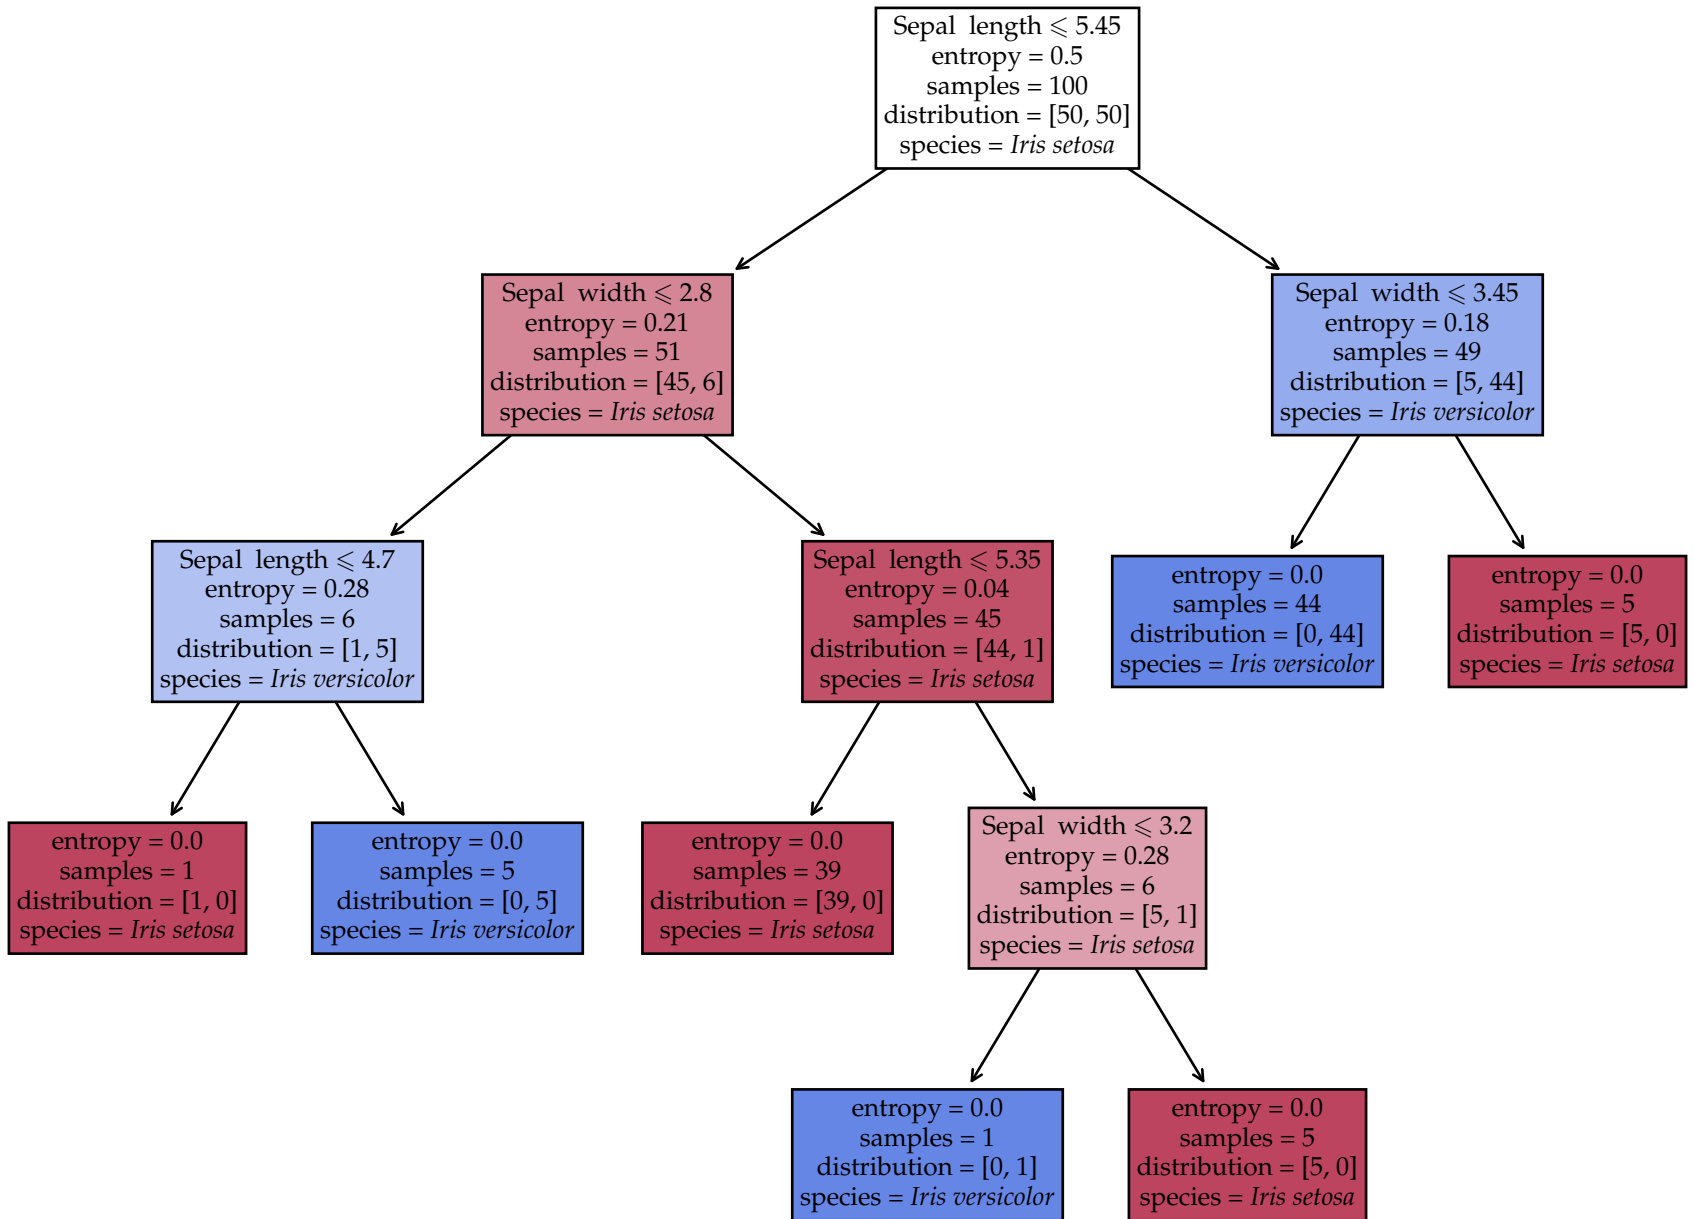 Sepal length ⩽ 5.45
entropy = 0.5
samples = 100
distribution = [50, 50]
species = Iris setosa
Sepal width ⩽ 2.8
entropy = 0.21
samples = 51
distribution = [45, 6]
species = Iris setosa
Sepal width ⩽ 3.45
entropy = 0.18
samples = 49
distribution = [5, 44]
species = Iris versicolor
Sepal length ⩽ 4.7
entropy = 0.28
samples = 6
distribution = [1, 5]
species = Iris versicolor
Sepal length ⩽ 5.35
entropy = 0.04
samples = 45
distribution = [44, 1]
species = Iris setosa
entropy = 0.0
samples = 44
distribution = [0, 44]
species = Iris versicolor
entropy = 0.0
samples = 5
distribution = [5, 0]
species = Iris setosa
entropy = 0.0
samples = 1
distribution = [1, 0]
species = Iris setosa
entropy = 0.0
samples = 5
distribution = [0, 5]
species = Iris versicolor
entropy = 0.0
samples = 39
distribution = [39, 0]
species = Iris setosa
Sepal width ⩽ 3.2
entropy = 0.28
samples = 6
distribution = [5, 1]
species = Iris setosa
entropy = 0.0
samples = 1
distribution = [0, 1]
species = Iris versicolor
entropy = 0.0
samples = 5
distribution = [5, 0]
species = Iris setosa